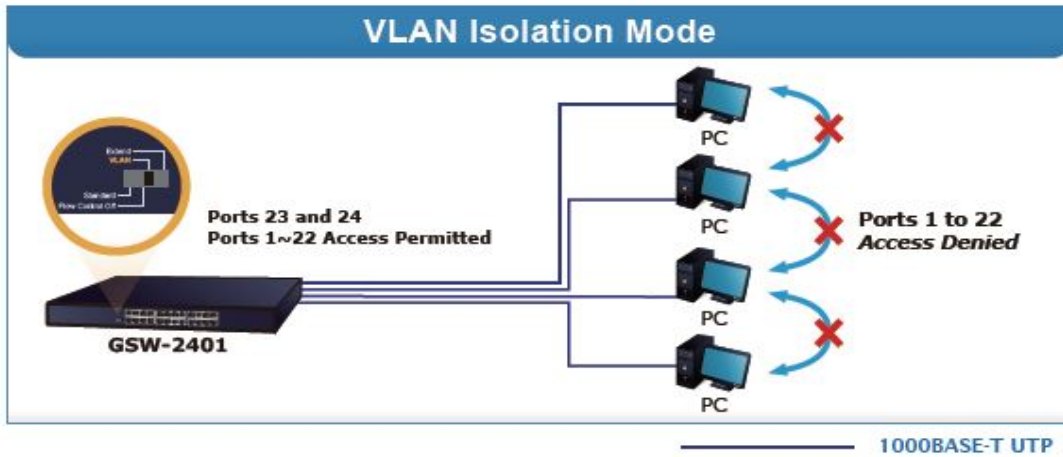 VLAN Isolation Mode
Extend
VLAN
Standard
Flow Control Off
Ports 23 and 24
Ports 1~22 Access Permitted
GSW-2401
PC
PC
PC
PC
Ports 1 to 22
Access Denied
1000BASE-T UTP